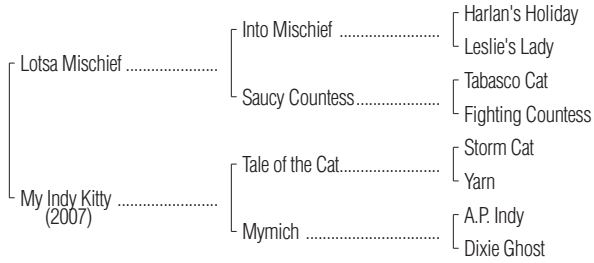 Harlan's Holiday
Into Mischief ........................
Leslie's Lady
Lotsa Mischief ......................
Tabasco Cat
Saucy Countess....................
Fighting Countess
Storm Cat
Tale of the Cat........................
Yarn
My Indy Kitty ........................
(2007)
A.P. Indy
Mymich ................................
Dixie Ghost